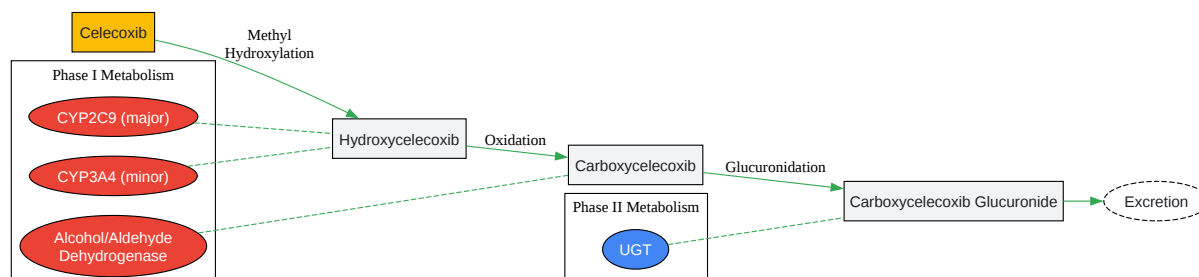 Celecoxib
Methyl
Hydroxylation
Phase I Metabolism
CYP2C9 (major)
CYP3A4 (minor)
Alcohol/Aldehyde
Dehydrogenase
Hydroxycelecoxib
Oxidation
Carboxycelecoxib
Glucuronidation
Phase II Metabolism
UGT
Carboxycelecoxib Glucuronide
Excretion